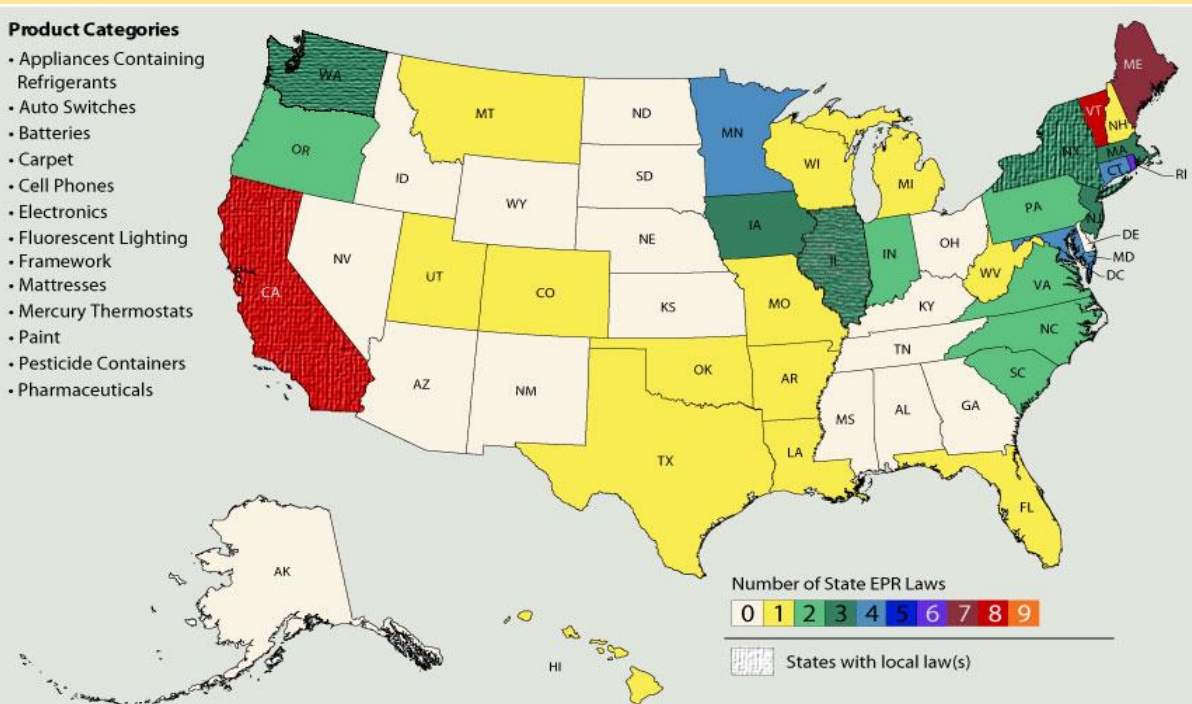 Product Categories
• Appliances Containing
Refrigerants
• Auto Switches
• Batteries
• Carpet
• Cell Phones
• Electronics
• Fluorescent Lighting
• Framework
• Mattresses
• Mercury Thermostats
• Paint
• Pesticide Containers
• Pharmaceuticals
WA
OR
CA
ID
NV
MT
WY
UT
CO
AZ
NM
ND
SD
NE
KS
OK
TX
MN
IA
MO
AR
LA
WI
IL
MI
IN
OH
KY
TN
MS
AL
GA
FL
SC
NC
VA
WV
PA
NY
VT
NH
ME
MA
CT
RI
NJ
DE
MD
DC
AK
HI
Number of State EPR Laws
0 1 2 3 4 5 6 7 8 9
States with local law(s)